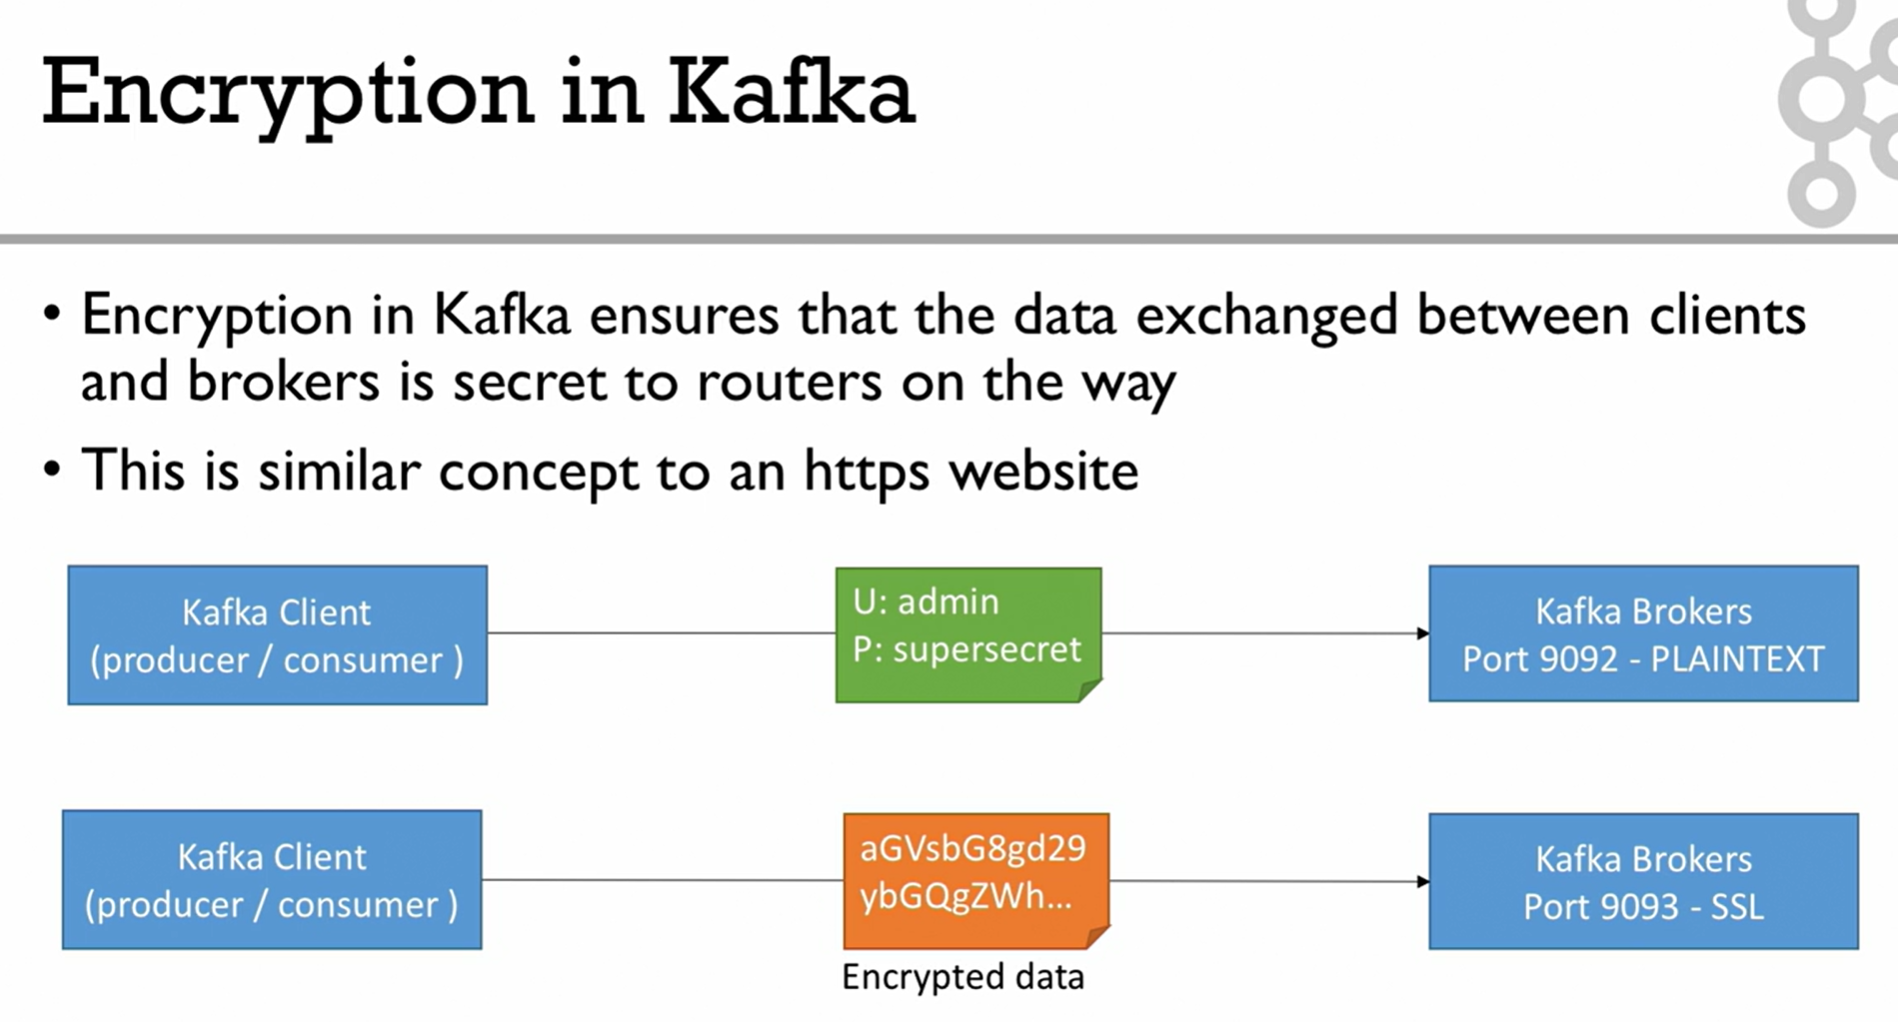 Encryption in Kafka
• Encryption in Kafka ensures that the data exchanged between clients
and brokers is secret to routers on the way
• This is similar concept to an https website
Kafka Client
(producer / consumer )
U: admin
P: supersecret
Kafka Brokers
Port 9092 - PLAINTEXT
Kafka Client
(producer / consumer )
aGVsbG8gd29
ybGQgZWh...
Encrypted data
Kafka Brokers
Port 9093 - SSL